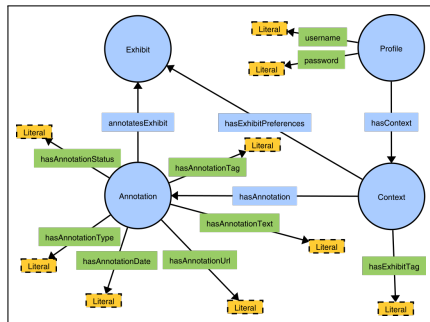 Literal
username
Exhibit
Profile
Literal
password
annotatesExhibit
hasExhibitPreferences
hasContext
Literal
Literal
hasAnnotationStatus
hasAnnotationTag
Annotation
hasAnnotation
Context
hasAnnotationText
hasAnnotationType
Literal
hasAnnotationDate
hasAnnotationUrl
Literal
hasExhibitTag
Literal
Literal
Literal